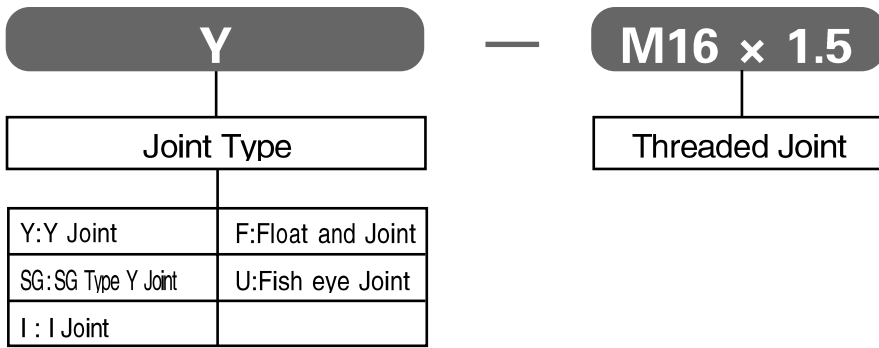 Y — M16 × 1.5
Joint Type
Threaded Joint
Y:Y Joint
F:Float and Joint
SG:SG Type Y Joint
U:Fish eye Joint
I : I Joint